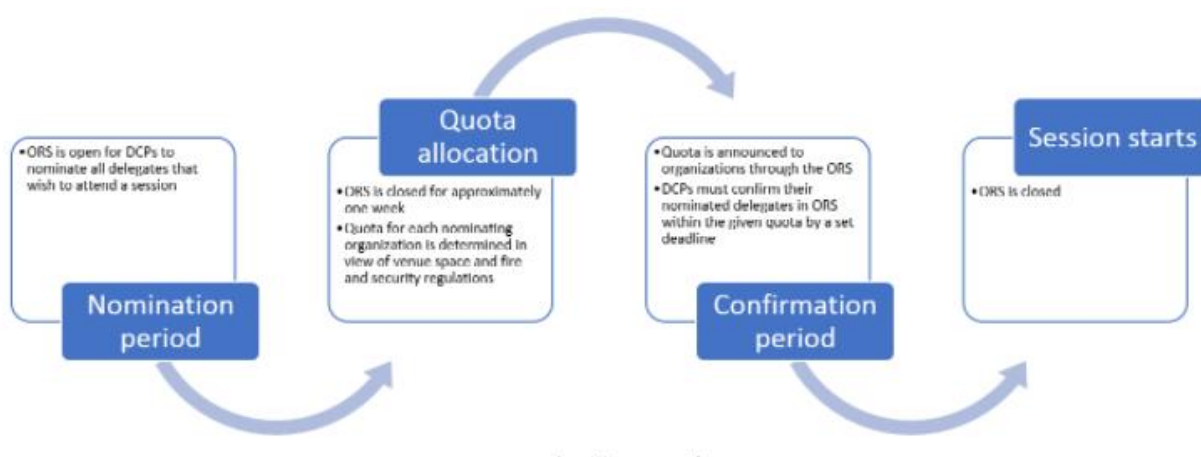 •ORS is open for DCPs to
nominate all delegates that
wish to attend a session
Nomination
period
Quota
allocation
•ORS is closed for approximately
one week
•Quota for each nominating
organization is determined in
view of venue space and fire
and security regulations
•Quota is announced to
organizations through the ORS
•DCPs must confirm their
nominated delegates in ORS
within the given quota by a set
deadline
Confirmation
period
Session starts
•ORS is closed